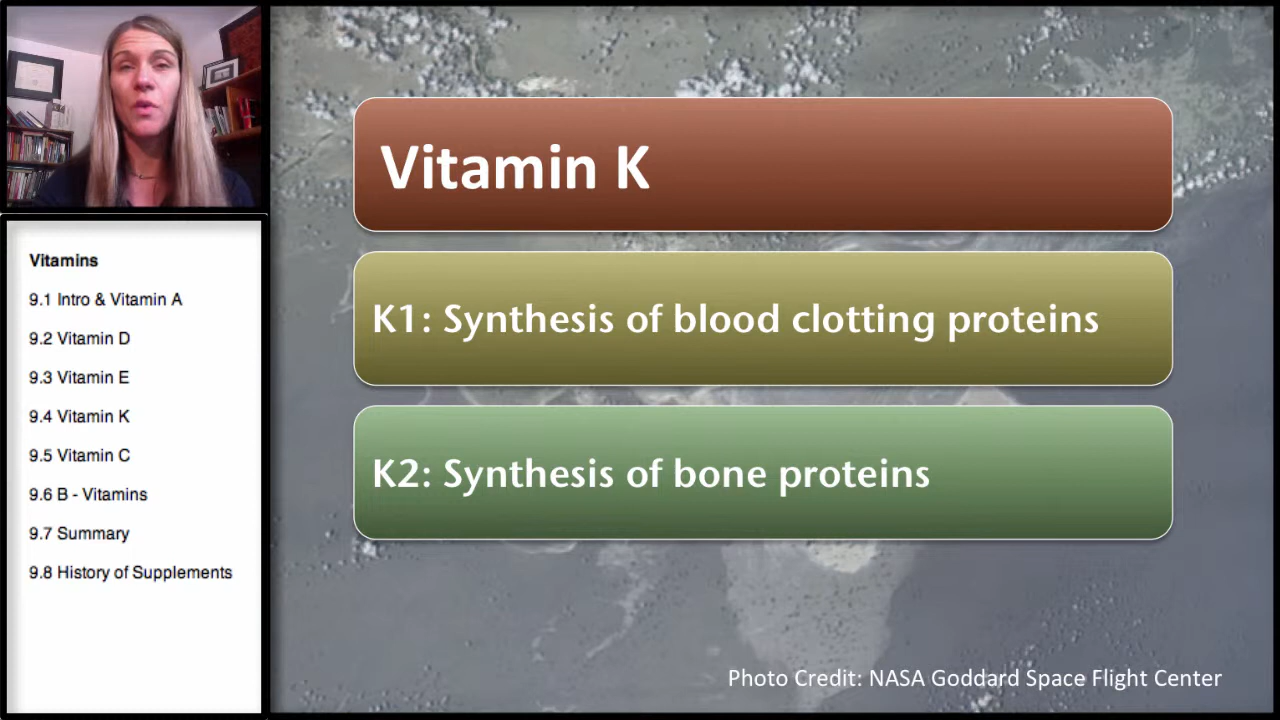 Vitamins
9.1 Intro & Vitamin A
9.2 Vitamin D
9.3 Vitamin E
9.4 Vitamin K
9.5 Vitamin C
9.6 B - Vitamins
9.7 Summary
9.8 History of Supplements
Vitamin K
K1: Synthesis of blood clotting proteins
K2: Synthesis of bone proteins
Photo Credit: NASA Goddard Space Flight Center